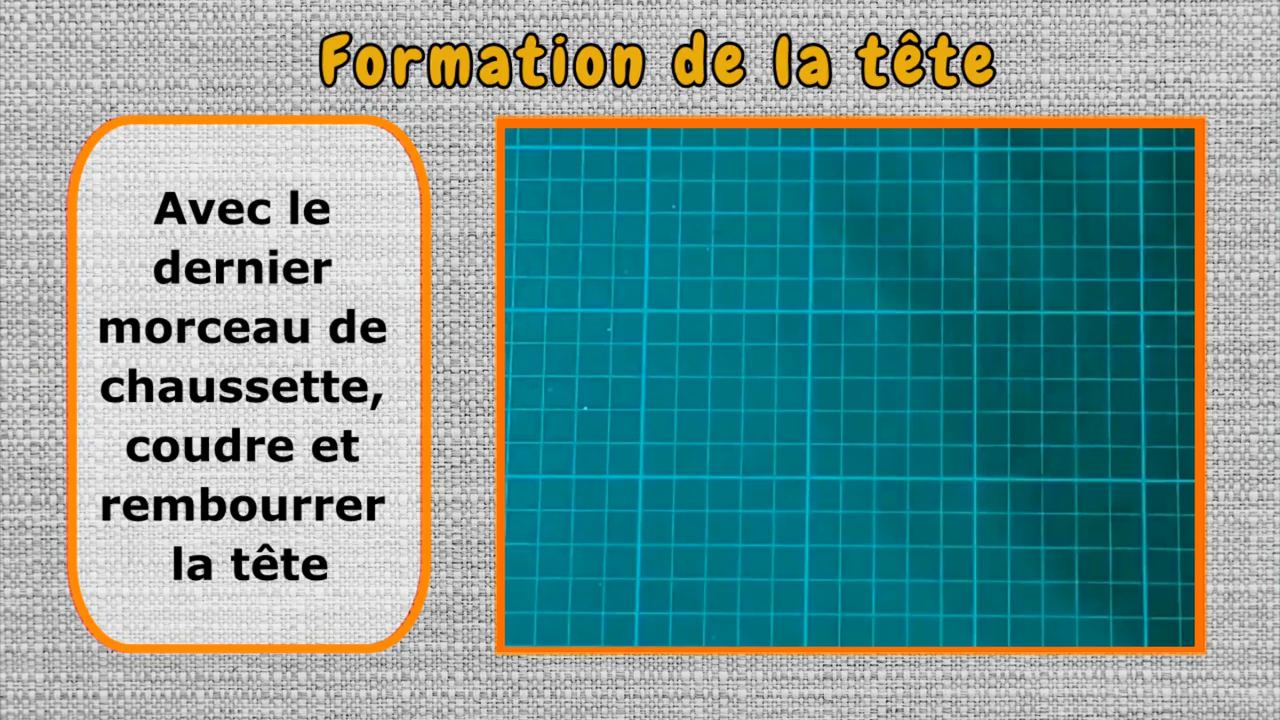 Formation de la tête
Avec le
dernier
morceau de
chaussette,
coudre et
rembourrer
la tête